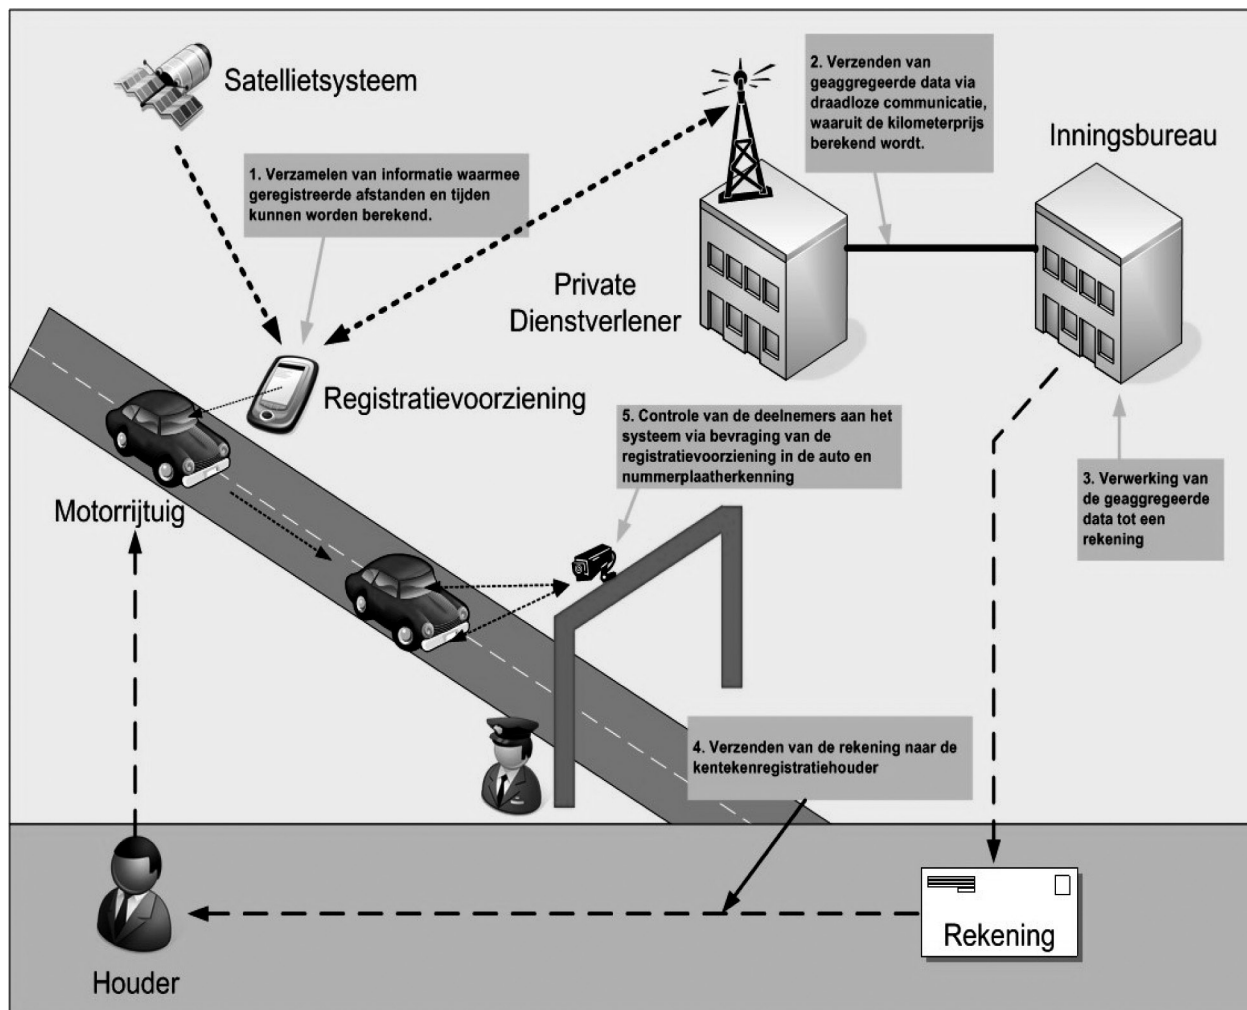 Satellietsysteem
1. Verzamelen van informatie waarmee
geregistreerde afstanden en tijden
kunnen worden berekend.
2. Verzenden van
geaggregeerde data via
draadloze communicatie,
waaruit de kilometerprijs
berekend wordt.
Inningsbureau
Private
Dienstverlener
Registratievoorziening
5. Controle van de deelnemers aan het
systeem via bevraging van de
registratievoorziening in de auto en
nummerplaatherkenning
3. Verwerking van
de geaggregeerde
data tot een
rekening
Motorrijtuig
4. Verzenden van de rekening naar de
kentekenregistratiehouder
Rekening
Houder